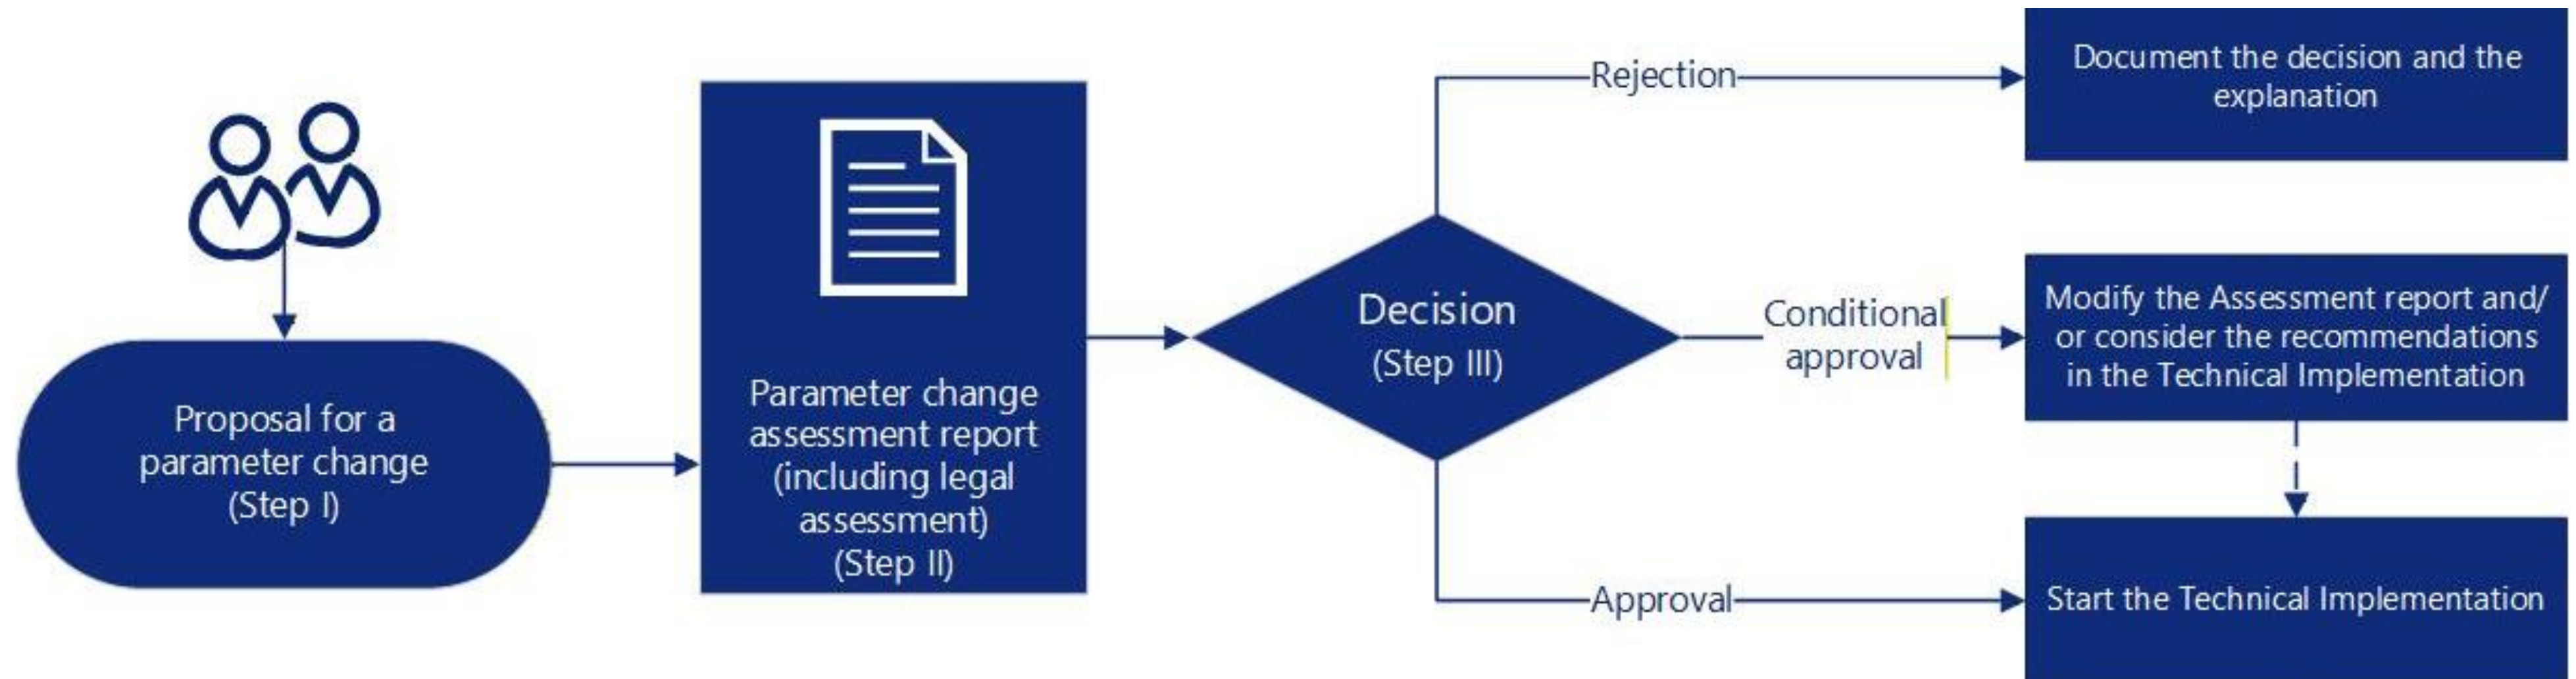 Proposal for a
parameter change
(Step I)
Parameter change
assessment report
(including legal
assessment)
(Step II)
Decision
(Step III)
Rejection
Document the decision and the
explanation
Conditional
approval
Modify the Assessment report and/
or consider the recommendations
in the Technical Implementation
Approval
Start the Technical Implementation